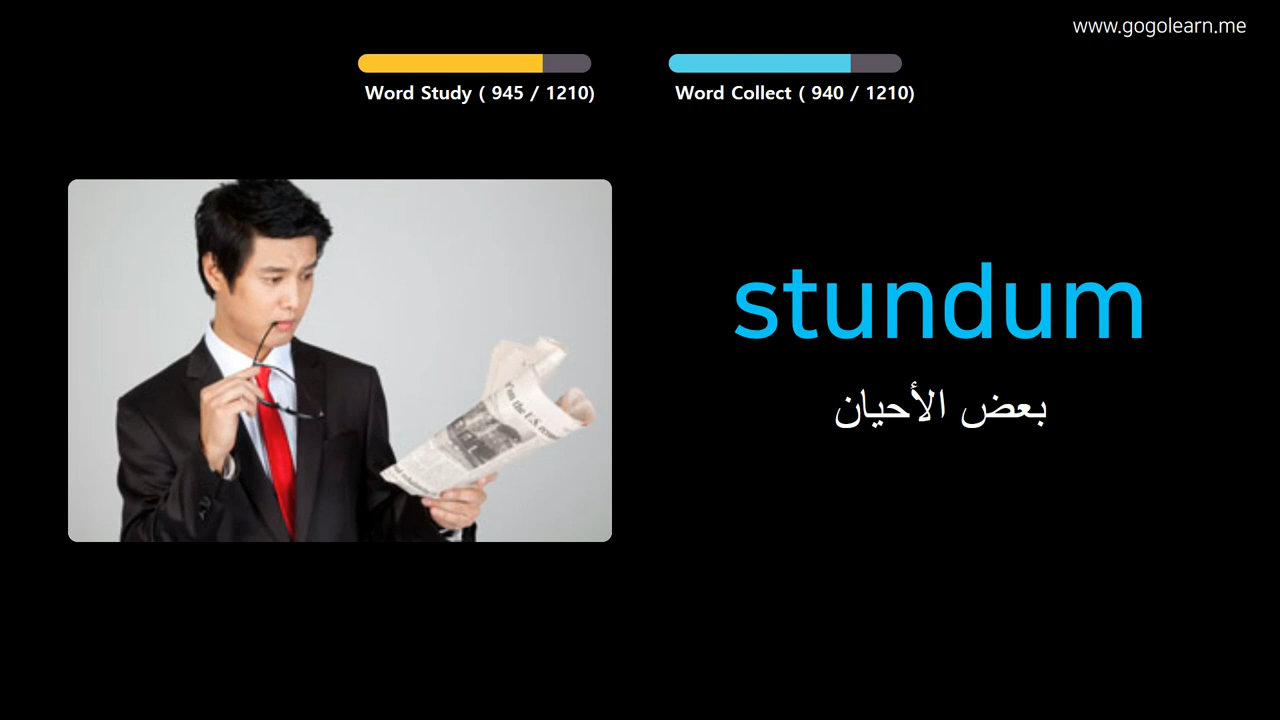 www.gogolearn.me
Word Study ( 945 / 1210)
Word Collect ( 940 / 1210)
stundum
بعض الأحيان